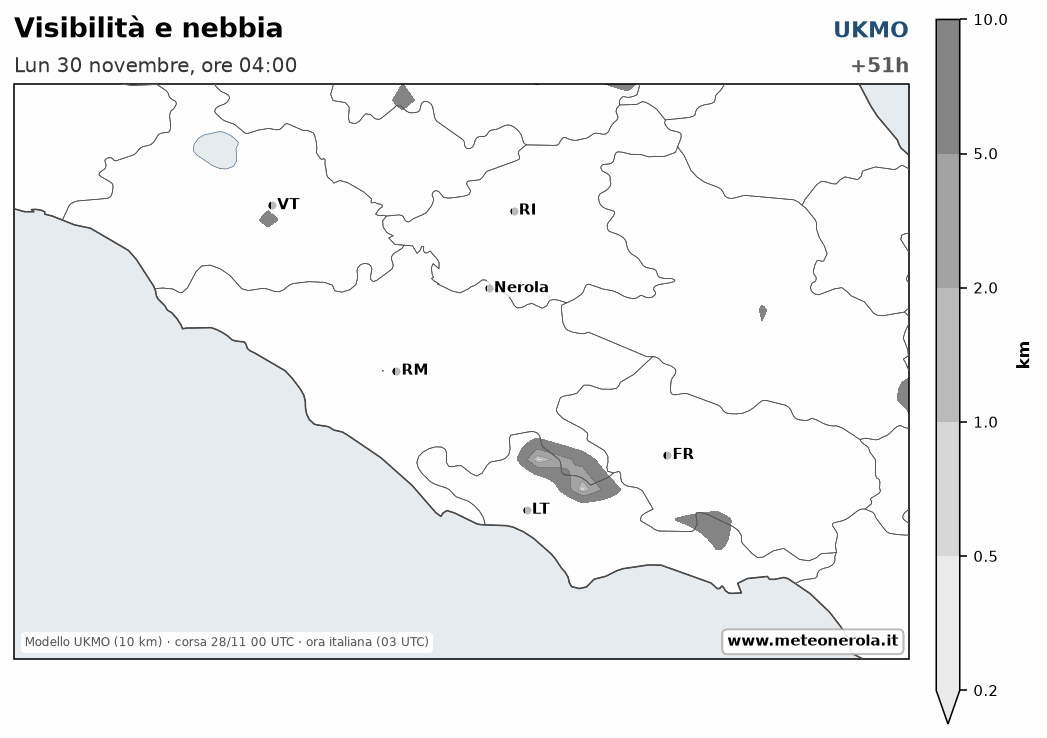 Visibilità e nebbia
UKMO
Lun 30 novembre, ore 04:00
+51h
10.0
5.0
2.0
1.0
0.5
0.2
km
VT
RI
Nerola
RM
FR
LT
Modello UKMO (10 km) · corsa 28/11 00 UTC · ora italiana (03 UTC)
www.meteonerola.it